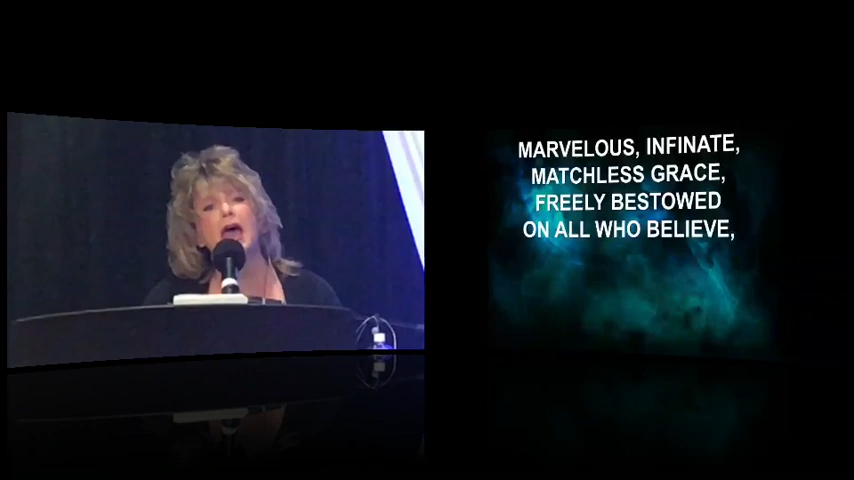 MARVELOUS, INFINATE,
MATCHLESS GRACE,
FREELY BESTOWED
ON ALL WHO BELIEVE,